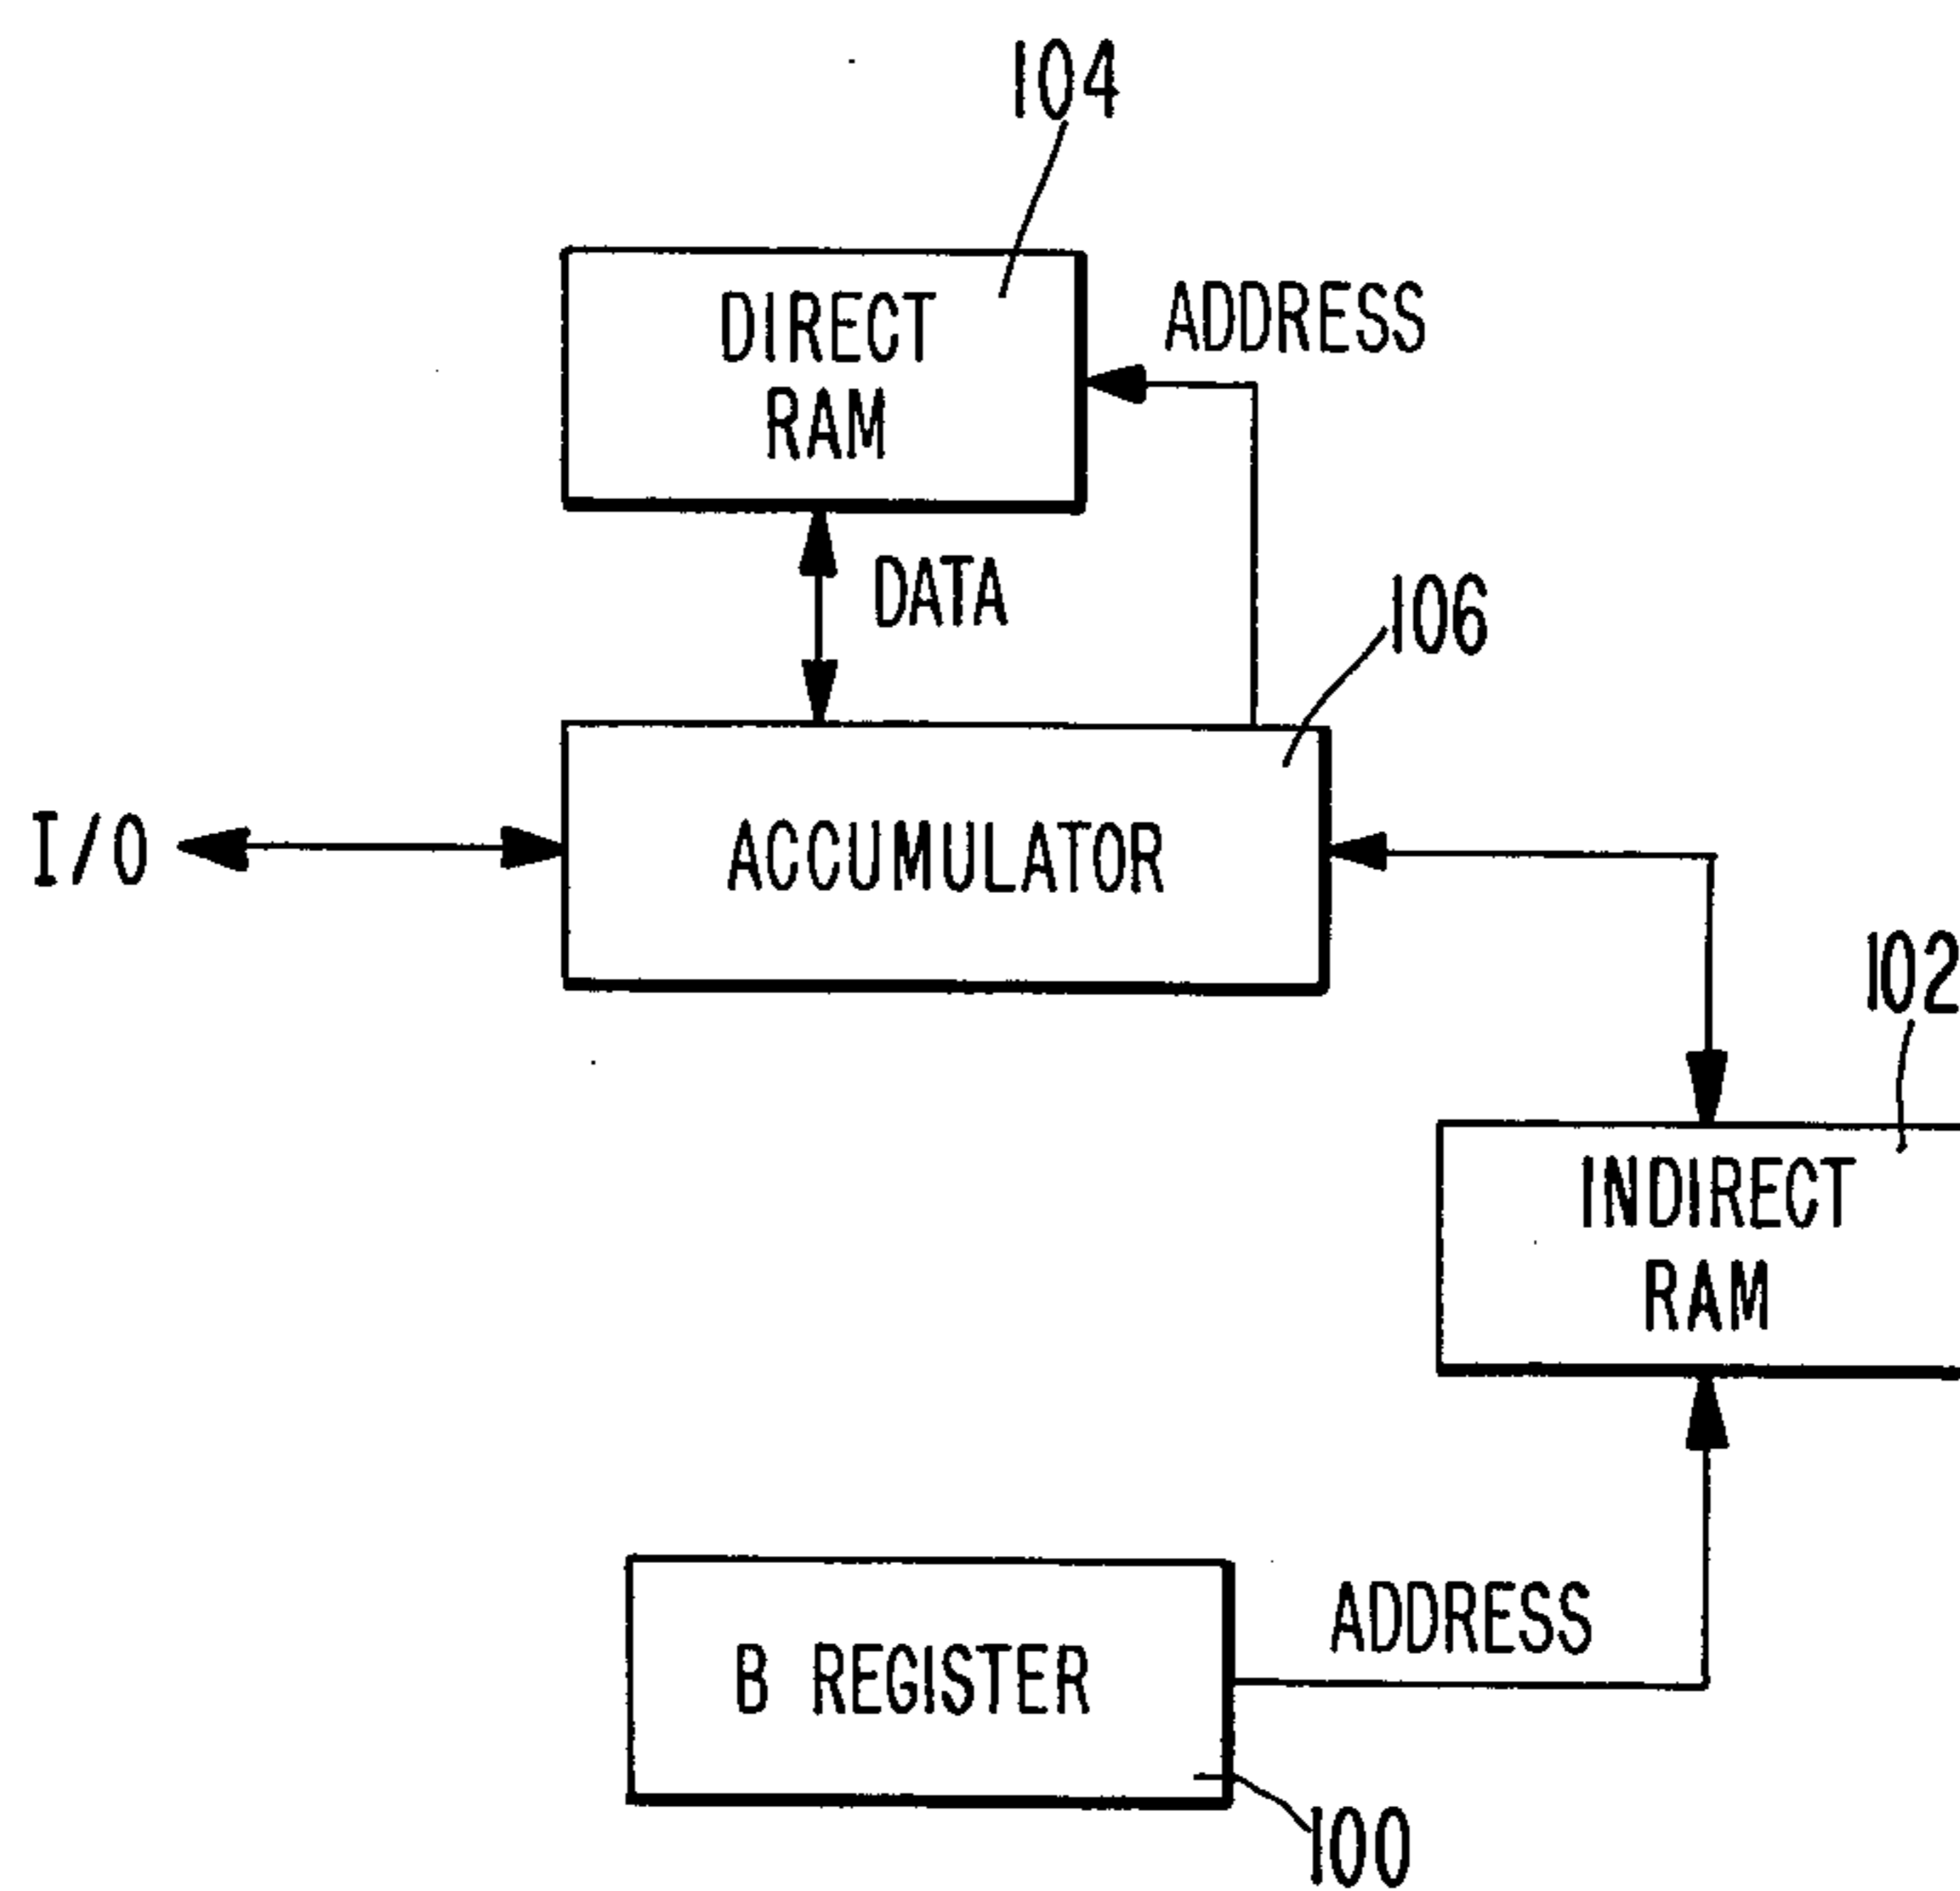 104
DIRECT
RAM
ADDRESS
DATA
106
I/O
ACCUMULATOR
102
INDIRECT
RAM
ADDRESS
B REGISTER
100